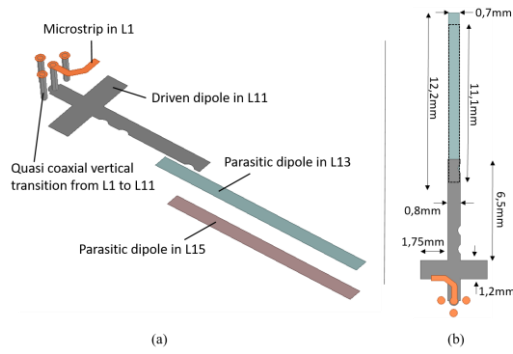 Microstrip in L1
Driven dipole in L11
Quasi coaxial vertical
transition from L1 to L11
Parasitic dipole in L13
Parasitic dipole in L15
(a)
0,7mm
12,2mm
11,1mm
0,8mm
6,5mm
1,75mm
1,2mm
(b)